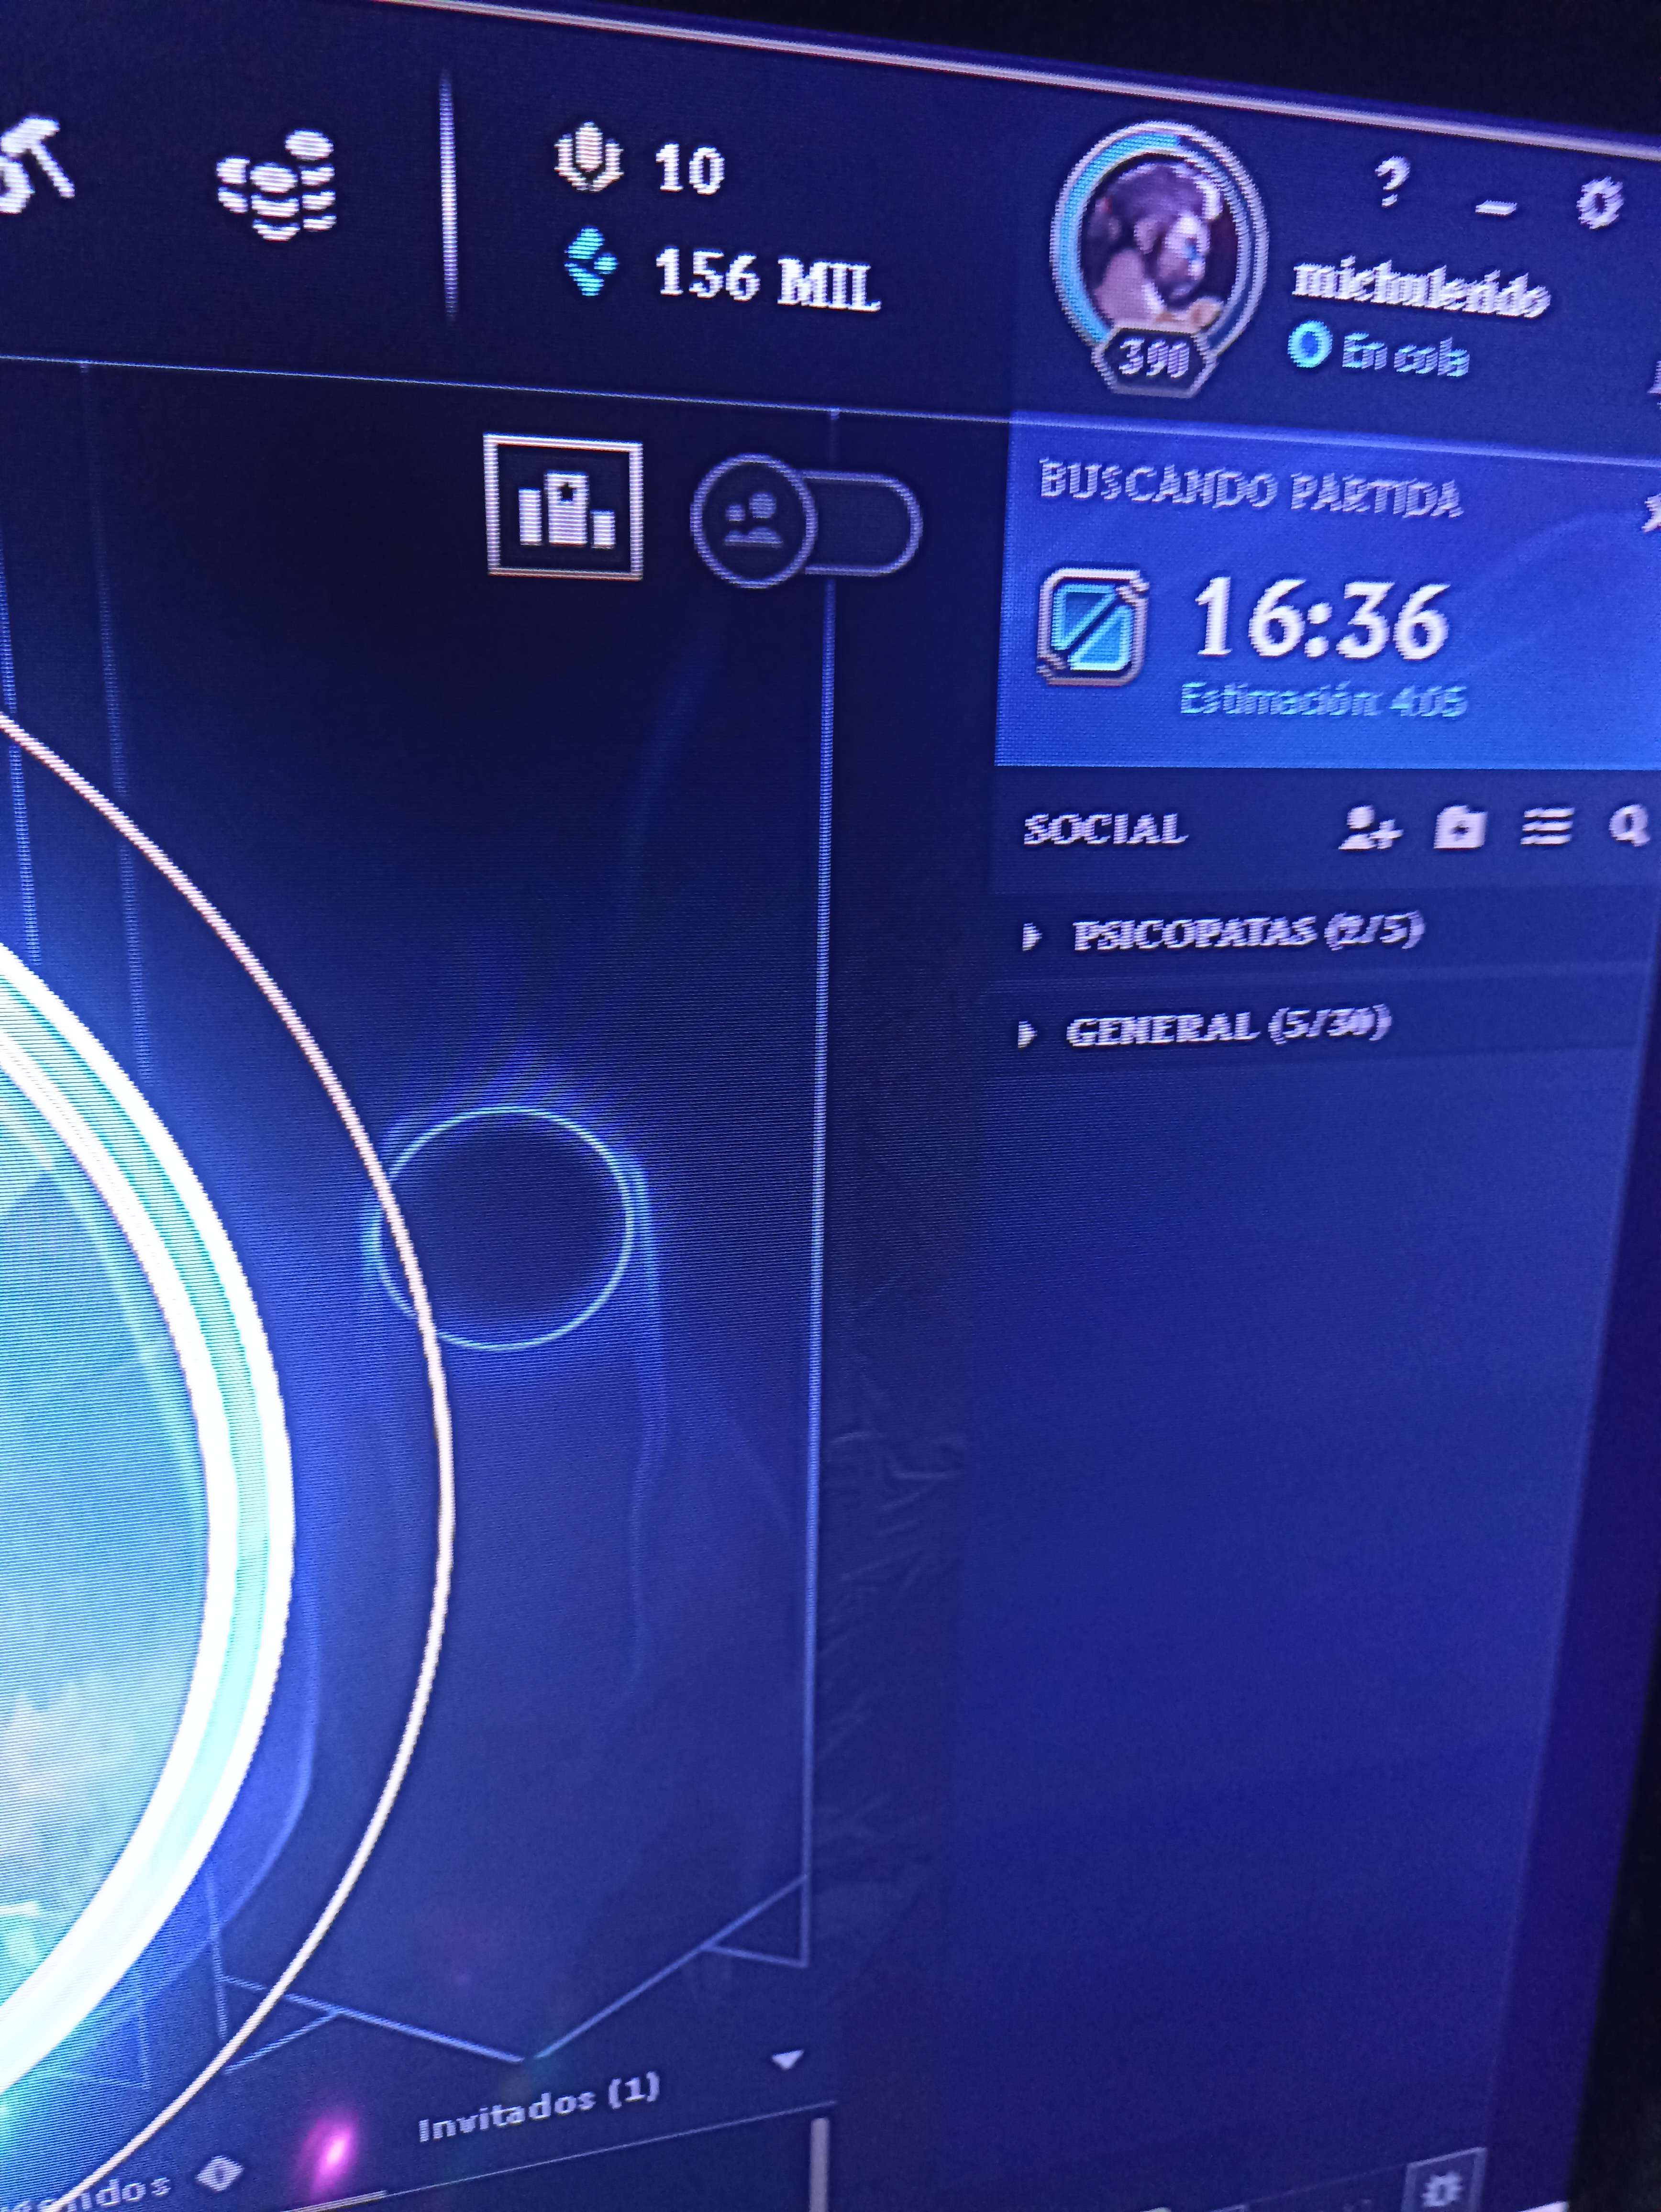 10
156 MIL
?
michulerido
En cola
390
BUSCANDO PARTIDA
16:36
Estimación: 4:05
SOCIAL
PSICOPATAS (2/5)
GENERAL (5/30)
Invitados (1)